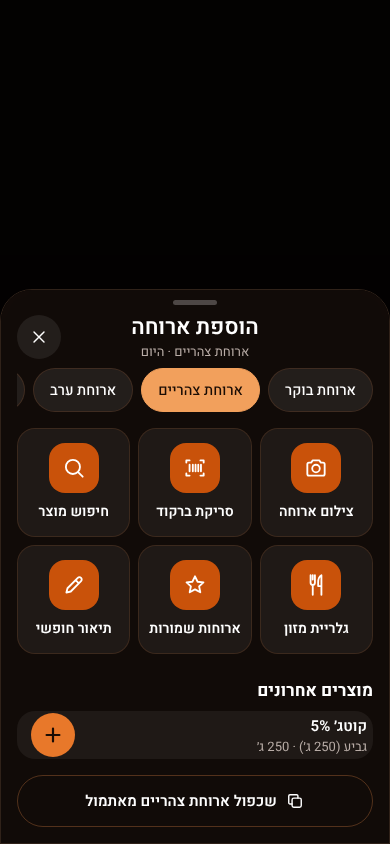 הוספת ארוחה
ארוחת צהריים · היום
ארוחת בוקר
ארוחת צהריים
ארוחת ערב
צילום ארוחה
סריקת ברקוד
חיפוש מוצר
גלריית מזון
ארוחות שמורות
תיאור חופשי
מוצרים אחרונים
קוטג׳ 5%
גביע (250 ג׳) · 250 ג׳
שכפול ארוחת צהריים מאתמול